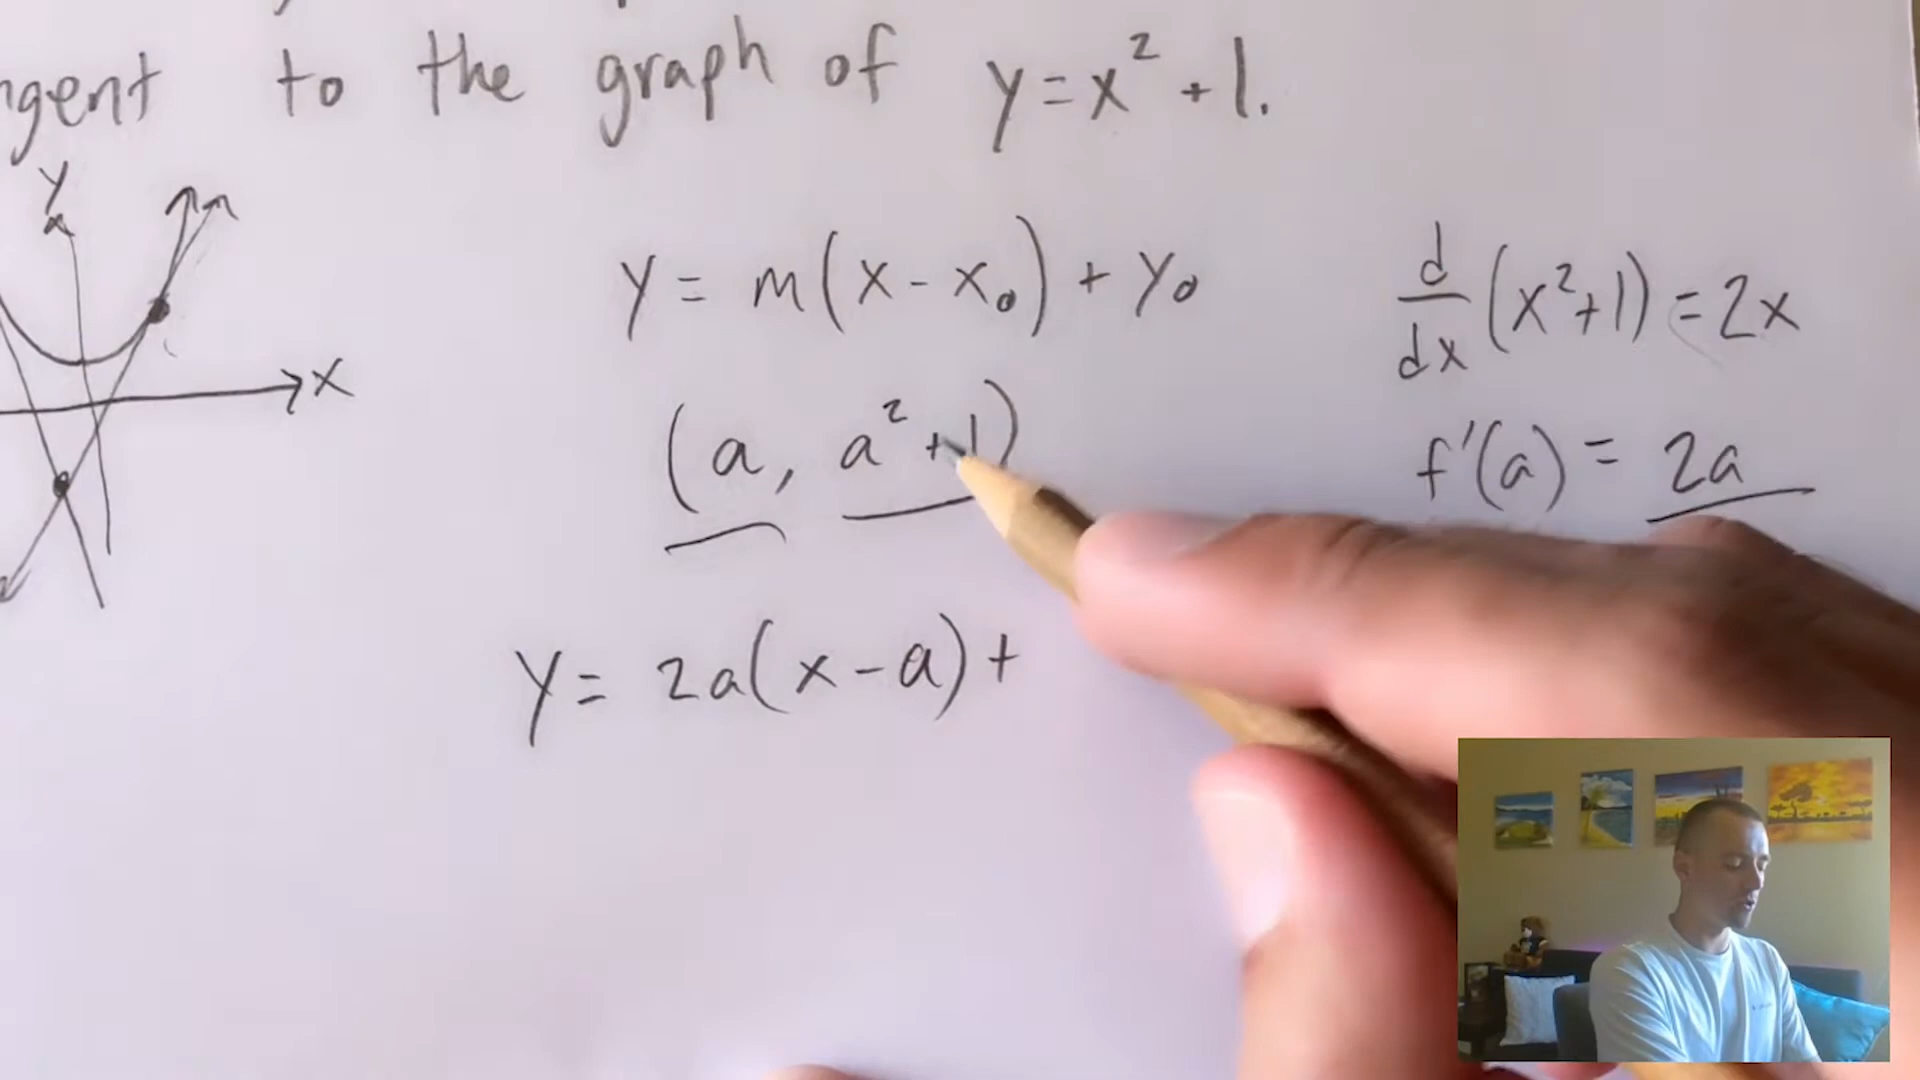 ngent to the graph of y=x²+1.
y
y = m(x - x₀) + y₀
d/dx (x²+1) = 2x
x
(a, a²+1)
f'(a) = 2a
y = 2a(x-a)+